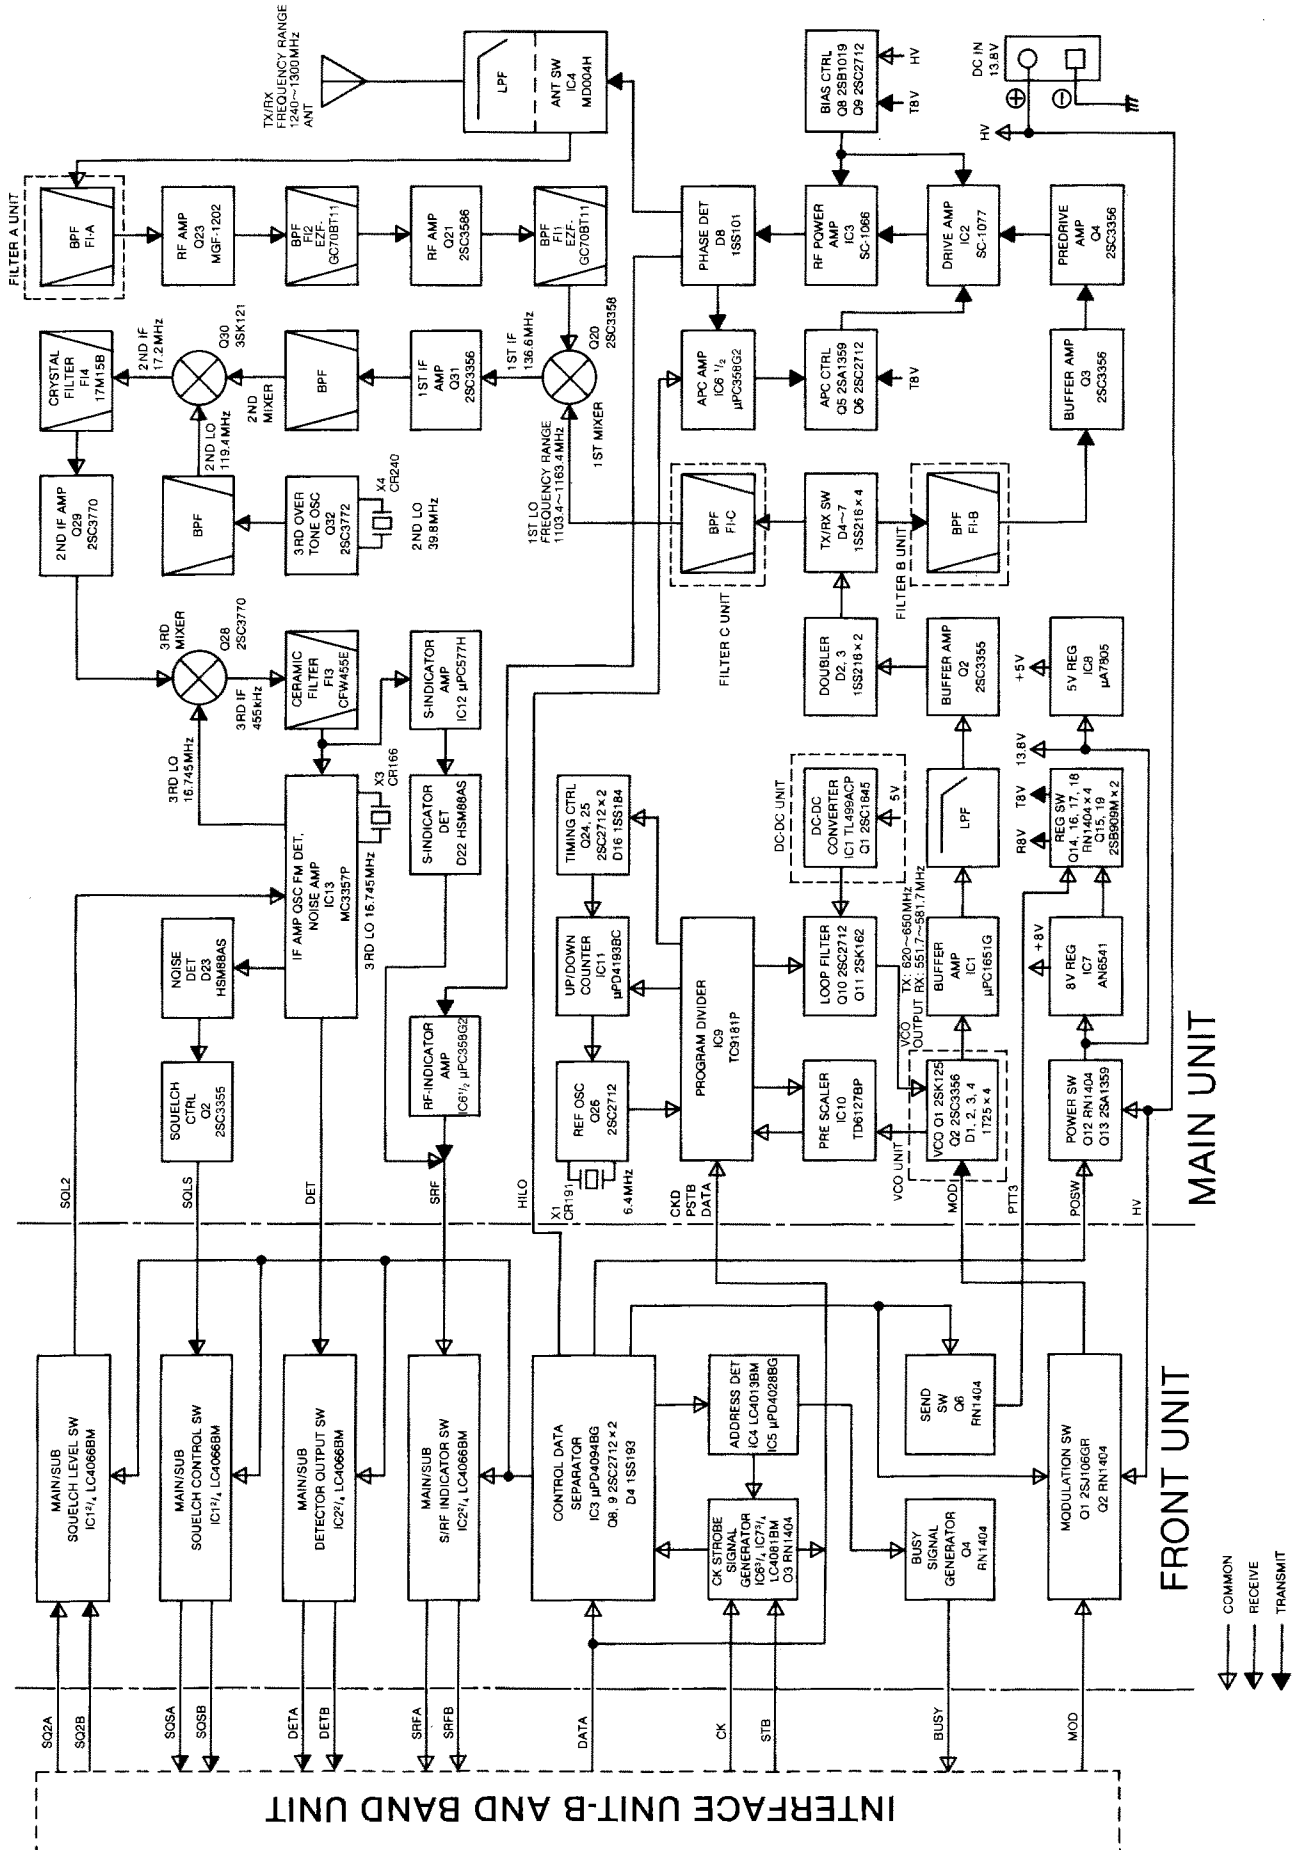 TX/RX
FREQUENCY RANGE
1240~1300MHz
ANT
LPF
ANT SW
IC4
MD004H
BIAS CTRL
Q8 2SB1019
Q9 2SC2712
T8V
HV
DC IN
13.8V
⊕
⊖
HV
FILTER A UNIT
BPF
FI-A
RF AMP
Q23
MGF-1202
BPF
FI2
EZF-
GC70BT11
RF AMP
Q21
2SC3586
BPF
FI1
EZF-
GC70BT11
PHASE DET
D8
1SS101
RF POWER
AMP
IC3
SC-1066
DRIVE AMP
IC2
SC-1077
PREDRIVE
AMP
Q4
2SC3356
CRYSTAL
FILTER
FI4
17M15B
2ND IF
17.2MHz
Q30
3SK121
2ND
MIXER
BPF
1ST IF
AMP
Q31
2SC3356
1ST IF
136.6MHz
Q20
2SC3358
1ST MIXER
APC AMP
IC6 1/2
µPC358G2
APC CTRL
Q5 2SA1359
Q6 2SC2712
T8V
BUFFER AMP
Q3
2SC3356
2ND IF AMP
Q29
2SC3770
2ND LO
119.4MHz
BPF
3RD OVER
TONE OSC
Q32
2SC3772
X4
CR240
2ND LO
39.8MHz
1ST LO
FREQUENCY RANGE
1103.4~1163.4MHz
BPF
FI-C
FILTER C UNIT
TX/RX SW
D4~7
1SS216×4
BPF
FI-B
FILTER B UNIT
3RD
MIXER
Q28
2SC3770
3RD IF
455kHz
CERAMIC
FILTER
FI3
CFW455E
S-INDICATOR
AMP
IC12 µPC577H
DOUBLER
D2, 3
1SS216×2
BUFFER AMP
Q2
2SC3355
+5V
5V REG
IC8
µA7805
3RD LO
16.745MHz
IF AMP QSC FM DET,
NOISE AMP
IC13
MC3357P
X3
CR166
3RD LO 16.745MHz
S-INDICATOR
DET
D22 HSM88AS
TIMING CTRL
Q24, 25
2SC2712×2
D16 1SS184
DC-DC UNIT
DC-DC
CONVERTER
IC1 TL499ACP
Q1 2SC1645
5V
LPF
R8V
T8V
13.8V
REG SW
Q14, 16, 17, 18
RN1404×4
Q15, 19
2SB909M×2
NOISE
DET
D23
HSM88AS
RF-INDICATOR
AMP
IC6 1/2 µPC358G2
UP/DOWN
COUNTER
IC11
µPD4193BC
PROGRAM DIVIDER
IC9
TC9181P
LOOP FILTER
Q10 2SC2712
Q11 2SK162
VCO
OUTPUT
TX: 620~650MHz
RX: 551.7~581.7MHz
BUFFER
AMP
IC1
µPC1651G
+8V
8V REG
IC7
AN6541
SQUELCH
CTRL
Q2
2SC3355
REF OSC
Q26
2SC2712
X1
CR191
6.4MHz
PRE SCALER
IC10
TD6127BP
VCO Q1 2SK125
Q2 2SC3356
D1, 2, 3, 4
1T25×4
VCO UNIT
POWER SW
Q12 RN1404
Q13 2SA1359
MAIN UNIT
SQL2
SQLS
DET
SRF
HILO
CKD
PSTB
DATA
MOD
PTT3
POSW
HV
MAIN/SUB
SQUELCH LEVEL SW
IC1 2/4 LC4066BM
MAIN/SUB
SQUELCH CONTROL SW
IC1 2/4 LC4066BM
MAIN/SUB
DETECTOR OUTPUT SW
IC2 2/4 LC4066BM
MAIN/SUB
S/RF INDICATOR SW
IC2 2/4 LC4066BM
CONTROL DATA
SEPARATOR
IC3 µPD4094BG
Q8, 9 2SC2712×2
D4 1SS193
ADDRESS DET
IC4 LC4013BM
IC5 µPD4028BG
CK STROBE
SIGNAL
GENERATOR
IC6 3/4 IC7 3/4
LC4081BM
Q3 RN1404
SEND
SW
Q6
RN1404
BUSY
SIGNAL
GENERATOR
Q4
RN1404
MODULATION SW
Q1 2SJ106GR
Q2 RN1404
FRONT UNIT
SQ2A
SQ2B
SQSA
SQSB
DETA
DETB
SRFA
SRFB
DATA
CK
STB
BUSY
MOD
COMMON
RECEIVE
TRANSMIT
INTERFACE UNIT-B AND BAND UNIT